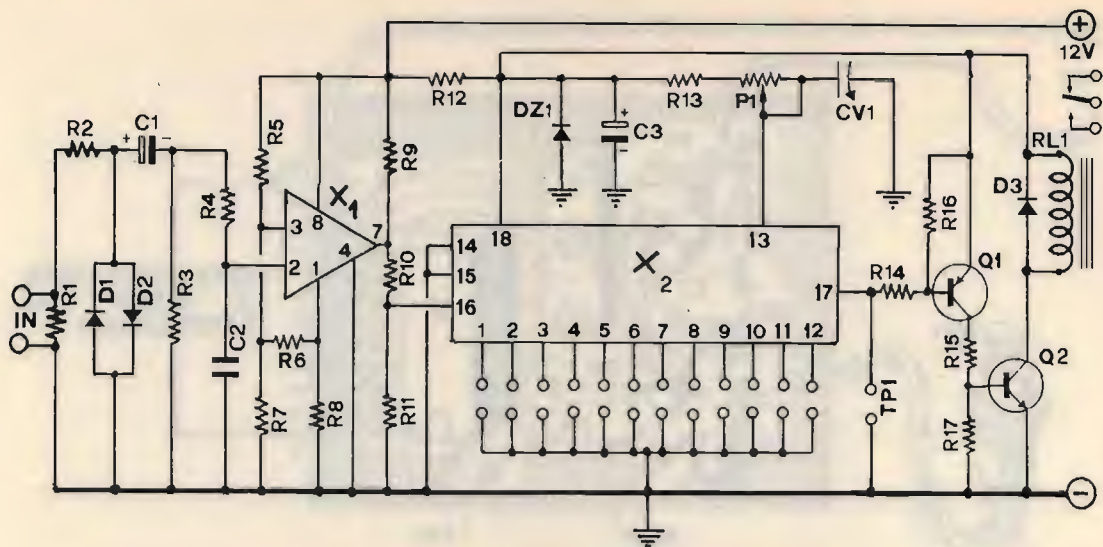 +
12V
R12
R13
P1
CV1
DZ1
+
C3
-
RL1
D3
R2
+ C1 -
R5
R9
R4
X1
3
8
7
2
4
1
R10
14
18
13
15
X2
16
17
R14
R16
Q1
IN
R1
D1
D2
R3
C2
R6
R7
R8
R11
1 2 3 4 5 6 7 8 9 10 11 12
TP1
R15
Q2
R17
-